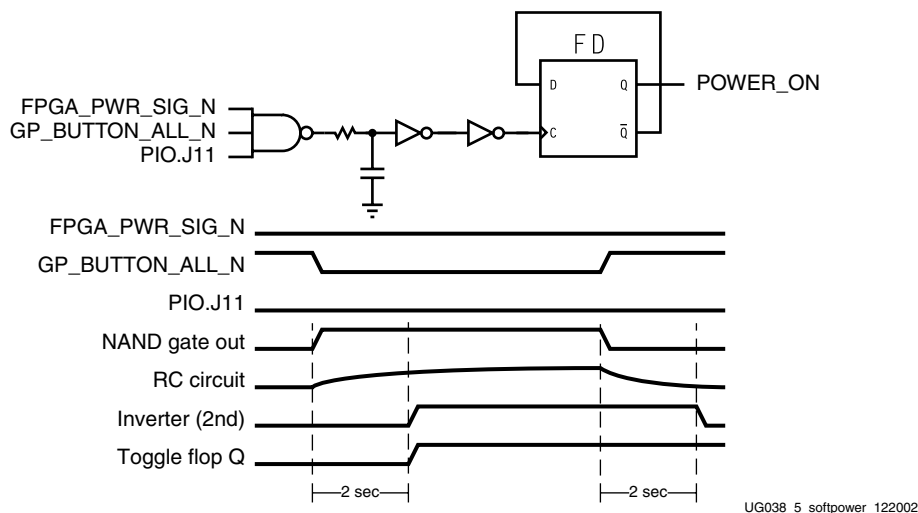 FD
D Q
POWER_ON
FPGA_PWR_SIG_N
GP_BUTTON_ALL_N
PIO.J11
C Q
FPGA_PWR_SIG_N
GP_BUTTON_ALL_N
PIO.J11
NAND gate out
RC circuit
Inverter (2nd)
Toggle flop Q
2 sec
2 sec
UG038_5_softpower_122002